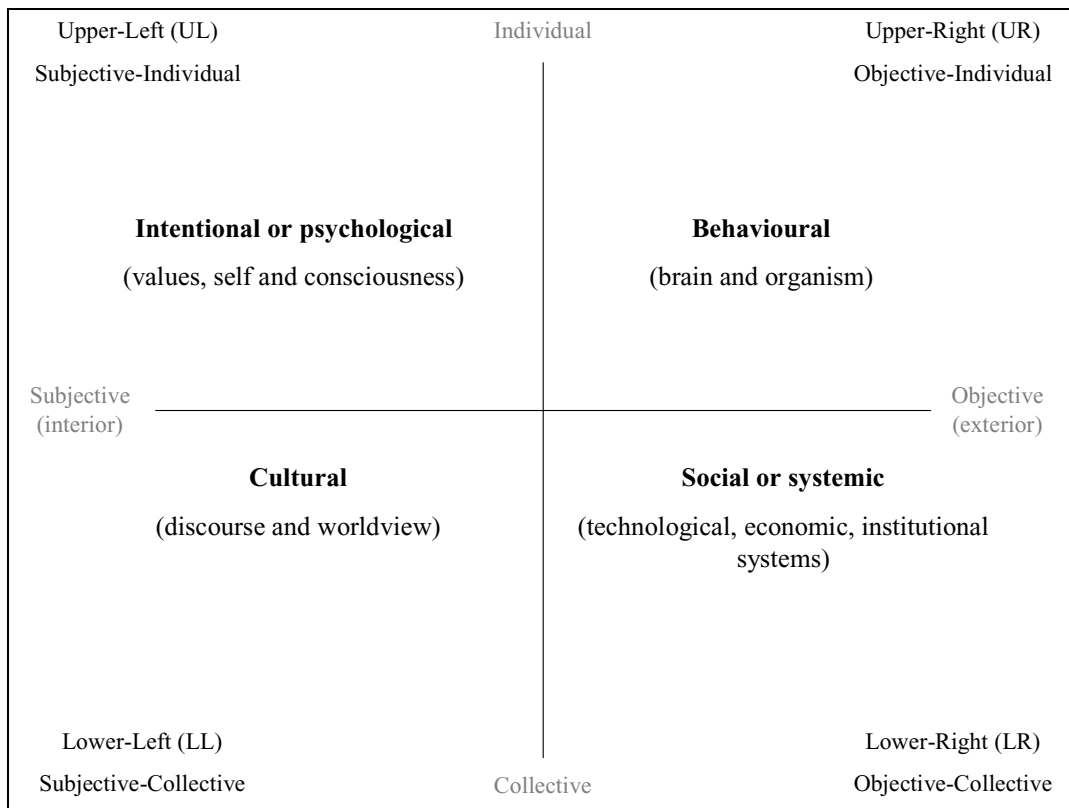 Upper-Left (UL)
Individual
Upper-Right (UR)
Subjective-Individual
Objective-Individual
Intentional or psychological
(values, self and consciousness)
Behavioural
(brain and organism)
Subjective
(interior)
Objective
(exterior)
Cultural
(discourse and worldview)
Social or systemic
(technological, economic, institutional
systems)
Lower-Left (LL)
Subjective-Collective
Collective
Lower-Right (LR)
Objective-Collective